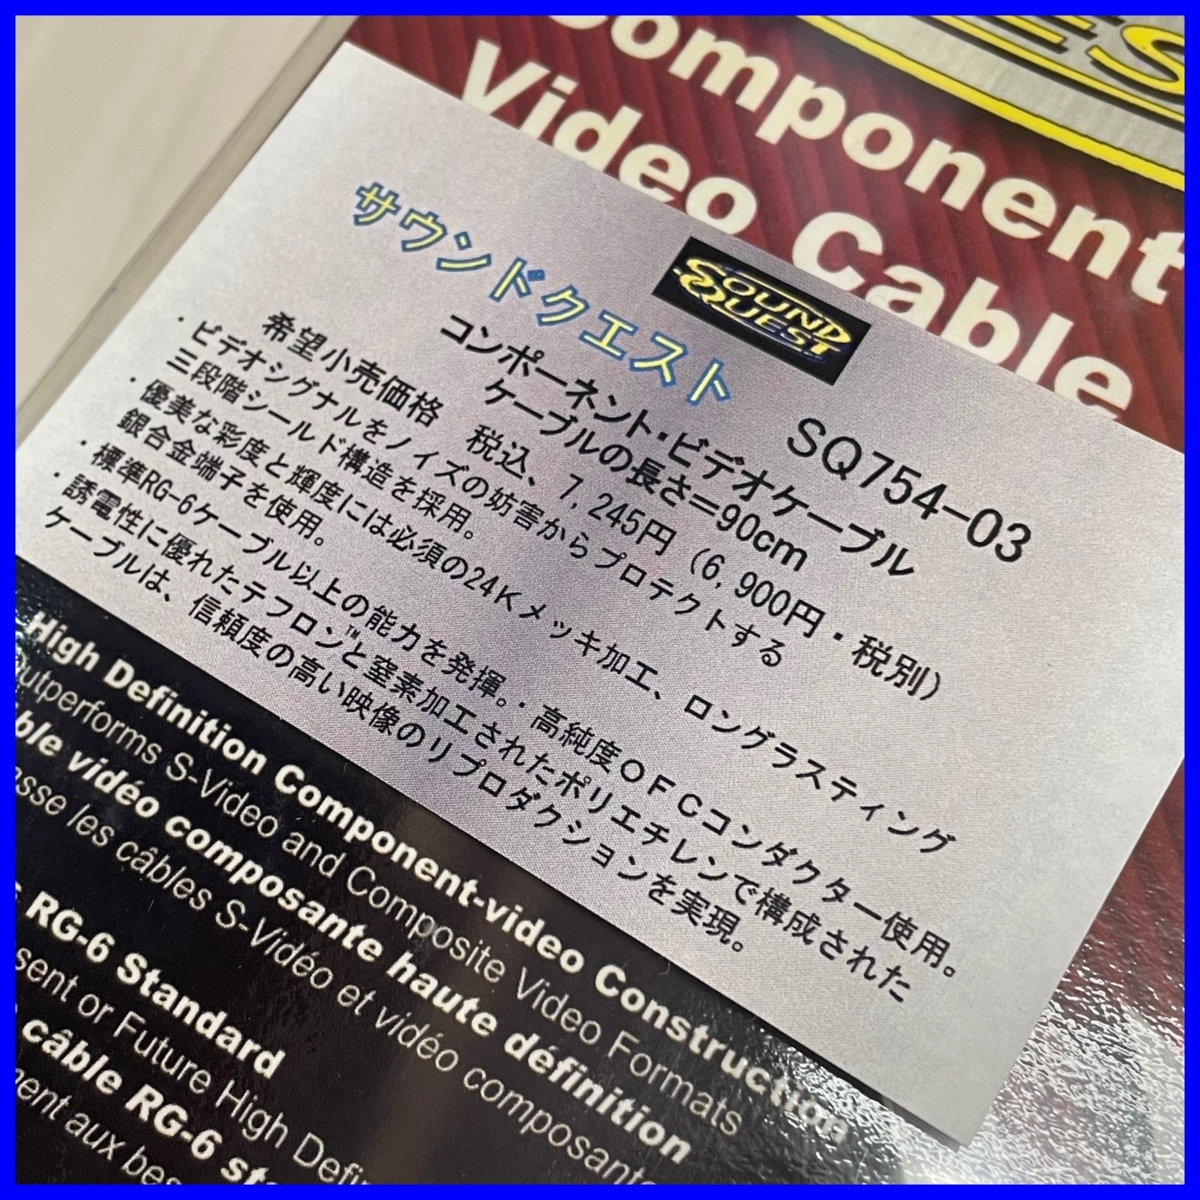 Component
Video Cable
サウンドクエスト
SOUND
QUEST
SQ754-03
コンポーネント・ビデオケーブル
ケーブルの長さ=90cm
希望小売価格 税込、7,245円（6,900円・税別）
・ビデオシグナルをノイズの妨害からプロテクトする
三段階シールド構造を採用。
・優美な彩度と輝度には必須の24Kメッキ加工、ロングラスティング
銀合金端子を使用。
・標準RG-6ケーブル以上の能力を発揮。・高純度OFCコンダクター使用。
・誘電性に優れたテフロン™と窒素加工されたポリエチレンで構成された
ケーブルは、信頼度の高い映像のリプロダクションを実現。
High Definition Component-video Construction
Outperforms S-Video and Composite Video Formats
vidéo composante haute définition
les câbles S-Vidéo et vidéo composante
RG-6 Standard
or Future High
câble RG-6
aux